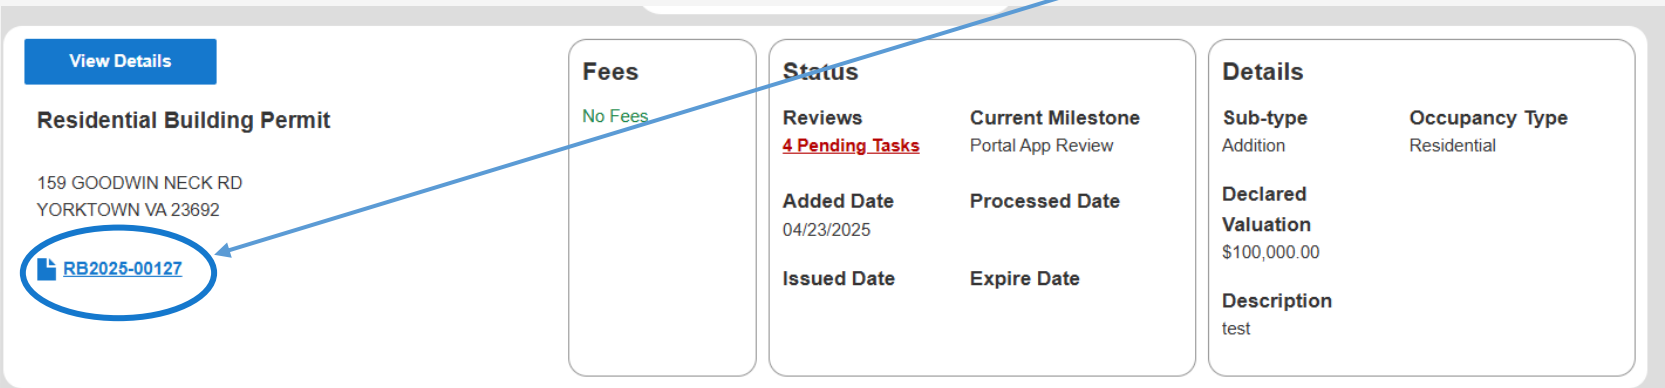 View Details
Residential Building Permit
159 GOODWIN NECK RD
YORKTOWN VA 23692
RB2025-00127
Fees
No Fees
Status
Reviews
4 Pending Tasks
Current Milestone
Portal App Review
Added Date
04/23/2025
Processed Date
Issued Date
Expire Date
Details
Sub-type
Addition
Occupancy Type
Residential
Declared
Valuation
$100,000.00
Description
test